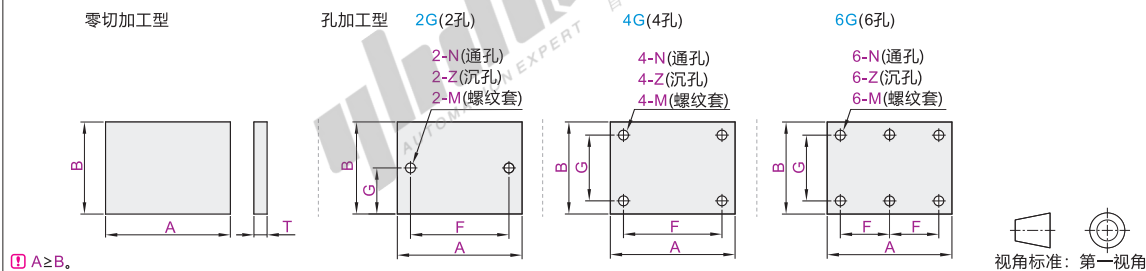 零切加工型
孔加工型 2G(2孔)
2-N(通孔)
2-Z(沉孔)
2-M(螺纹套)
4G(4孔)
4-N(通孔)
4-Z(沉孔)
4-M(螺纹套)
6G(6孔)
6-N(通孔)
6-Z(沉孔)
6-M(螺纹套)
AUTOMATION EXPERT
B
A
T
B
G
F
A
B
G
F
A
B
G
F F
A
! A≥B。
视角标准：第一视角